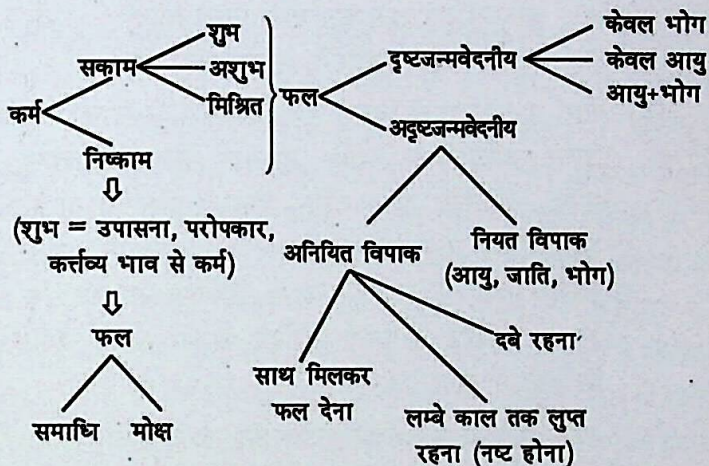 शुभ
सकाम
अशुभ
मिश्रित
कर्म
निष्काम
(शुभ = उपासना, परोपकार,
कर्त्तव्य भाव से कर्म)
फल
समाधि
मोक्ष
फल
दृष्टजन्मवेदनीय
केवल भोग
केवल आयु
आयु+भोग
अदृष्टजन्मवेदनीय
अनियित विपाक
नियत विपाक
(आयु, जाति, भोग)
साथ मिलकर
फल देना
लम्बे काल तक लुप्त
रहना (नष्ट होना)
दबे रहना